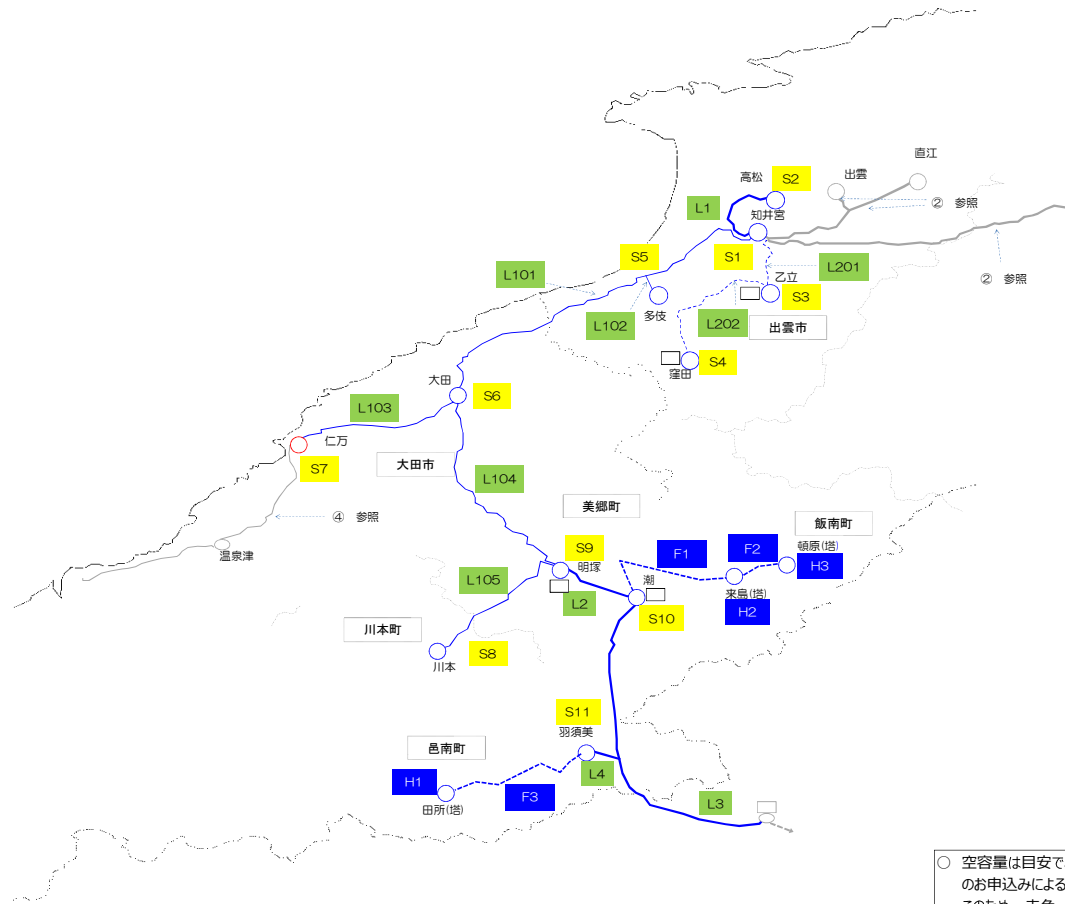 直江
出雲
高松
S2
② 参照
L1
知井宮
S5
S1
L201
L101
乙立
② 参照
S3
L102
多伎
L202
出雲市
窪田
S4
大田
S6
L103
仁万
S7
大田市
L104
④ 参照
美郷町
飯南町
温泉津
S9
明塚
F1
F2
頓原(塔)
H3
L105
潮
来島(塔)
H2
L2
S10
川本町
川本
S8
S11
羽須美
邑南町
H1
L4
田所(塔)
F3
L3
○ 空容量は目安で
のお申込みによる